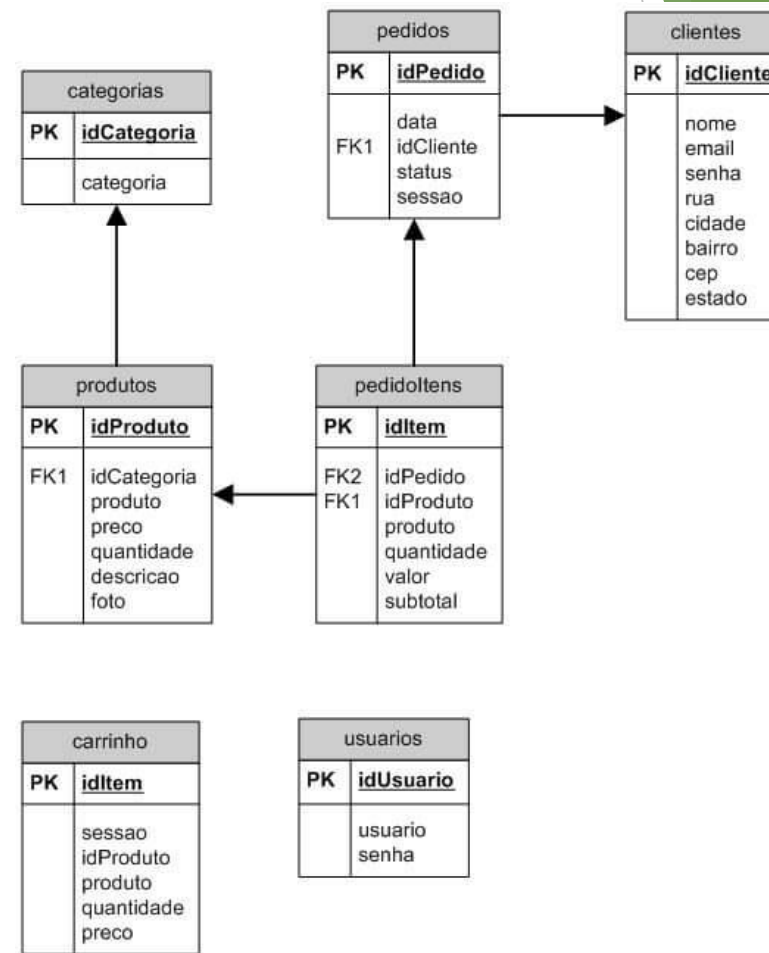 pedidos
PK idPedido
data
FK1 idCliente
status
sessao
clientes
PK idCliente
nome
email
senha
rua
cidade
bairro
cep
estado
categorias
PK idCategoria
categoria
produtos
PK idProduto
FK1 idCategoria
produto
preco
quantidade
descricao
foto
pedidoItens
PK idItem
FK2 idPedido
FK1 idProduto
produto
quantidade
valor
subtotal
carrinho
PK idItem
sessao
idProduto
produto
quantidade
preco
usuarios
PK idUsuario
usuario
senha